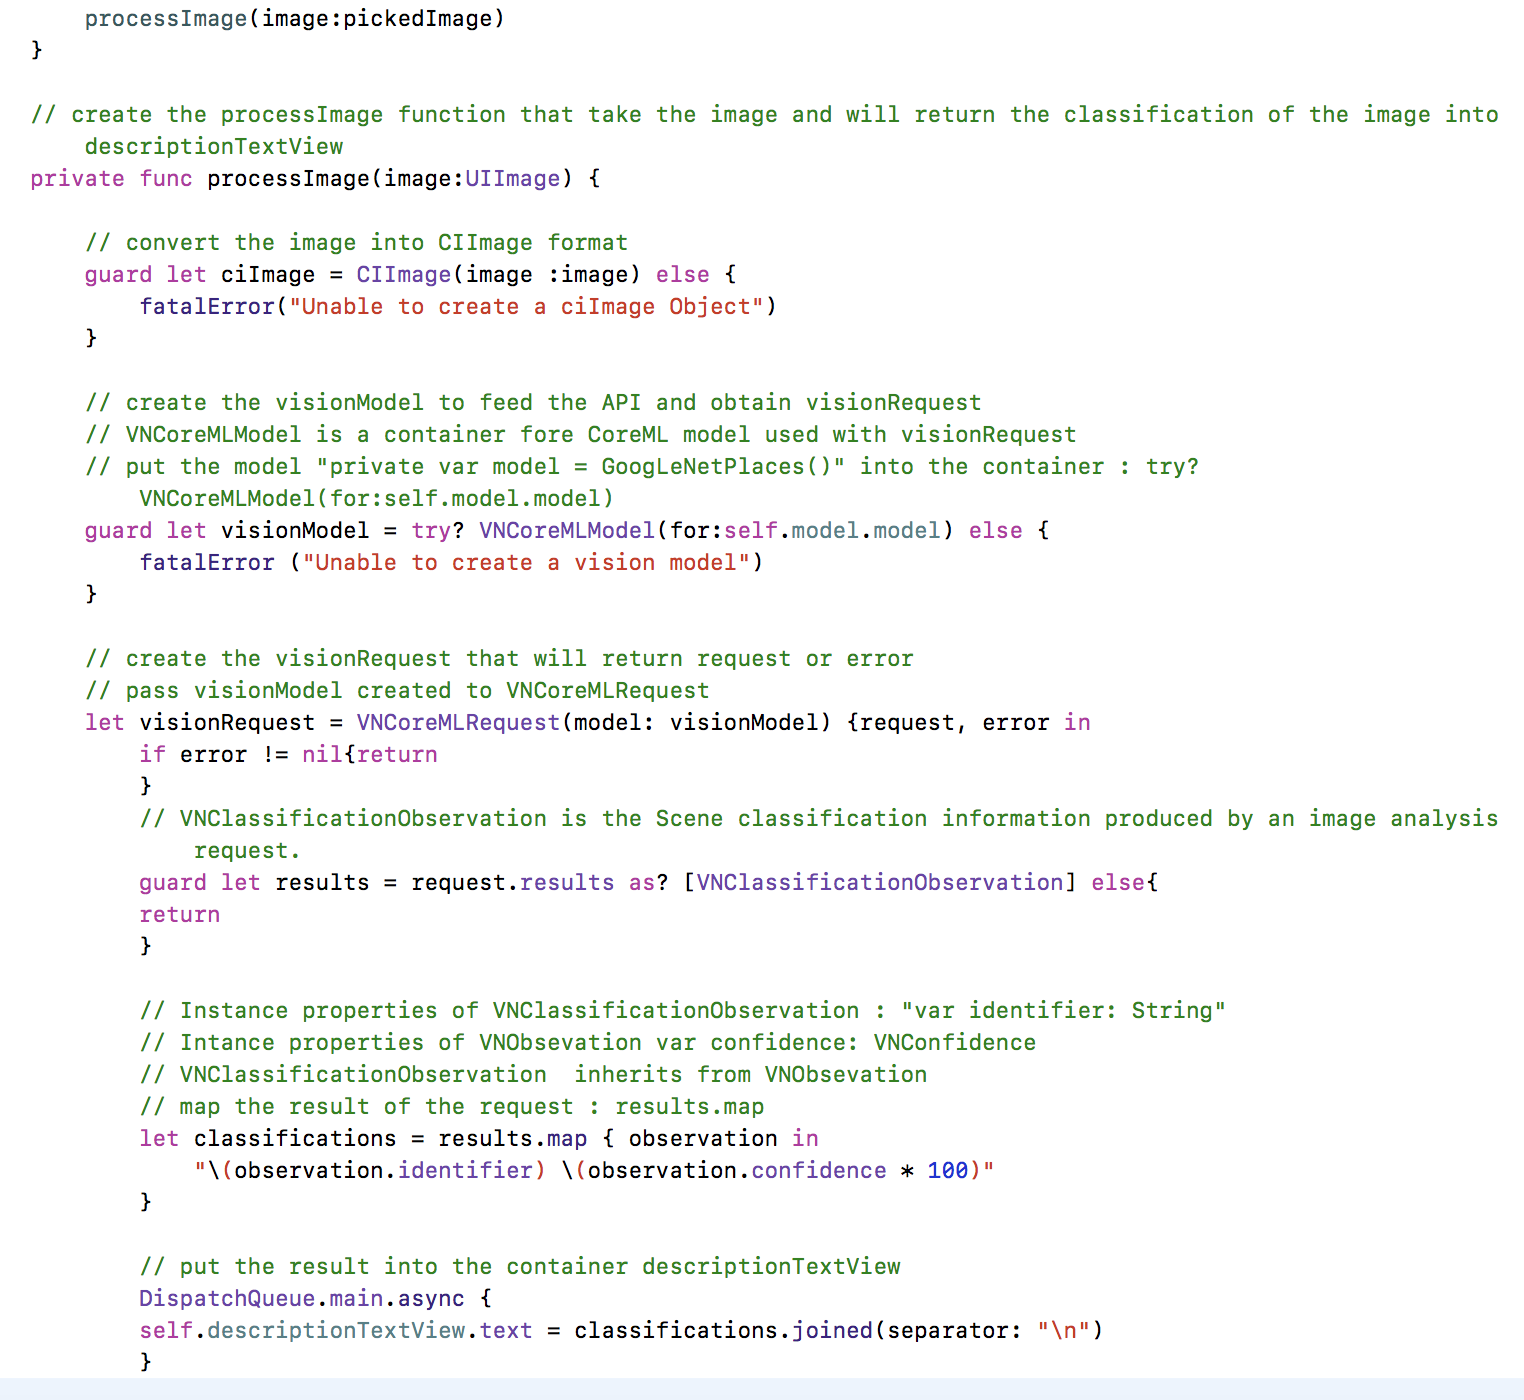 processImage(image:pickedImage)
}
// create the processImage function that take the image and will return the classification of the image into
descriptionTextView
private func processImage(image:UIImage) {
// convert the image into CIImage format
guard let ciImage = CIImage(image :image) else {
fatalError("Unable to create a ciImage Object")
}
// create the visionModel to feed the API and obtain visionRequest
// VNCoreMLModel is a container fore CoreML model used with visionRequest
// put the model "private var model = GoogLeNetPlaces()" into the container : try?
VNCoreMLModel(for:self.model.model)
guard let visionModel = try? VNCoreMLModel(for:self.model.model) else {
fatalError ("Unable to create a vision model")
}
// create the visionRequest that will return request or error
// pass visionModel created to VNCoreMLRequest
let visionRequest = VNCoreMLRequest(model: visionModel) {request, error in
if error != nil{return
}
// VNClassificationObservation is the Scene classification information produced by an image analysis
request.
guard let results = request.results as? [VNClassificationObservation] else{
return
}
// Instance properties of VNClassificationObservation : "var identifier: String"
// Intance properties of VNObsevation var confidence: VNConfidence
// VNClassificationObservation  inherits from VNObsevation
// map the result of the request : results.map
let classifications = results.map { observation in
"\(observation.identifier) \(observation.confidence * 100)"
}
// put the result into the container descriptionTextView
DispatchQueue.main.async {
self.descriptionTextView.text = classifications.joined(separator: "\n")
}